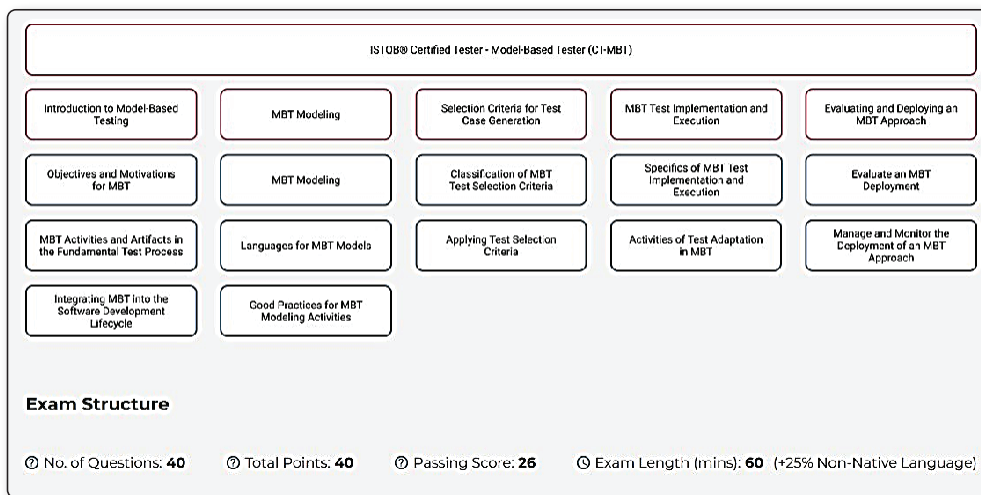 ISTQB® Certified Tester - Model-Based Tester (CT-MBT)
Introduction to Model-Based
Testing
MBT Modeling
Selection Criteria for Test
Case Generation
MBT Test Implementation and
Execution
Evaluating and Deploying an
MBT Approach
Objectives and Motivations
for MBT
MBT Modeling
Classification of MBT
Test Selection Criteria
Specifics of MBT Test
Implementation and
Execution
Evaluate an MBT
Deployment
MBT Activities and Artifacts in
the Fundamental Test Process
Languages for MBT Models
Applying Test Selection
Criteria
Activities of Test Adaptation
in MBT
Manage and Monitor the
Deployment of an MBT
Approach
Integrating MBT into the
Software Development
Lifecycle
Good Practices for MBT
Modeling Activities
Exam Structure
No. of Questions: 40
Total Points: 40
Passing Score: 26
Exam Length (mins): 60 (+25% Non-Native Language)